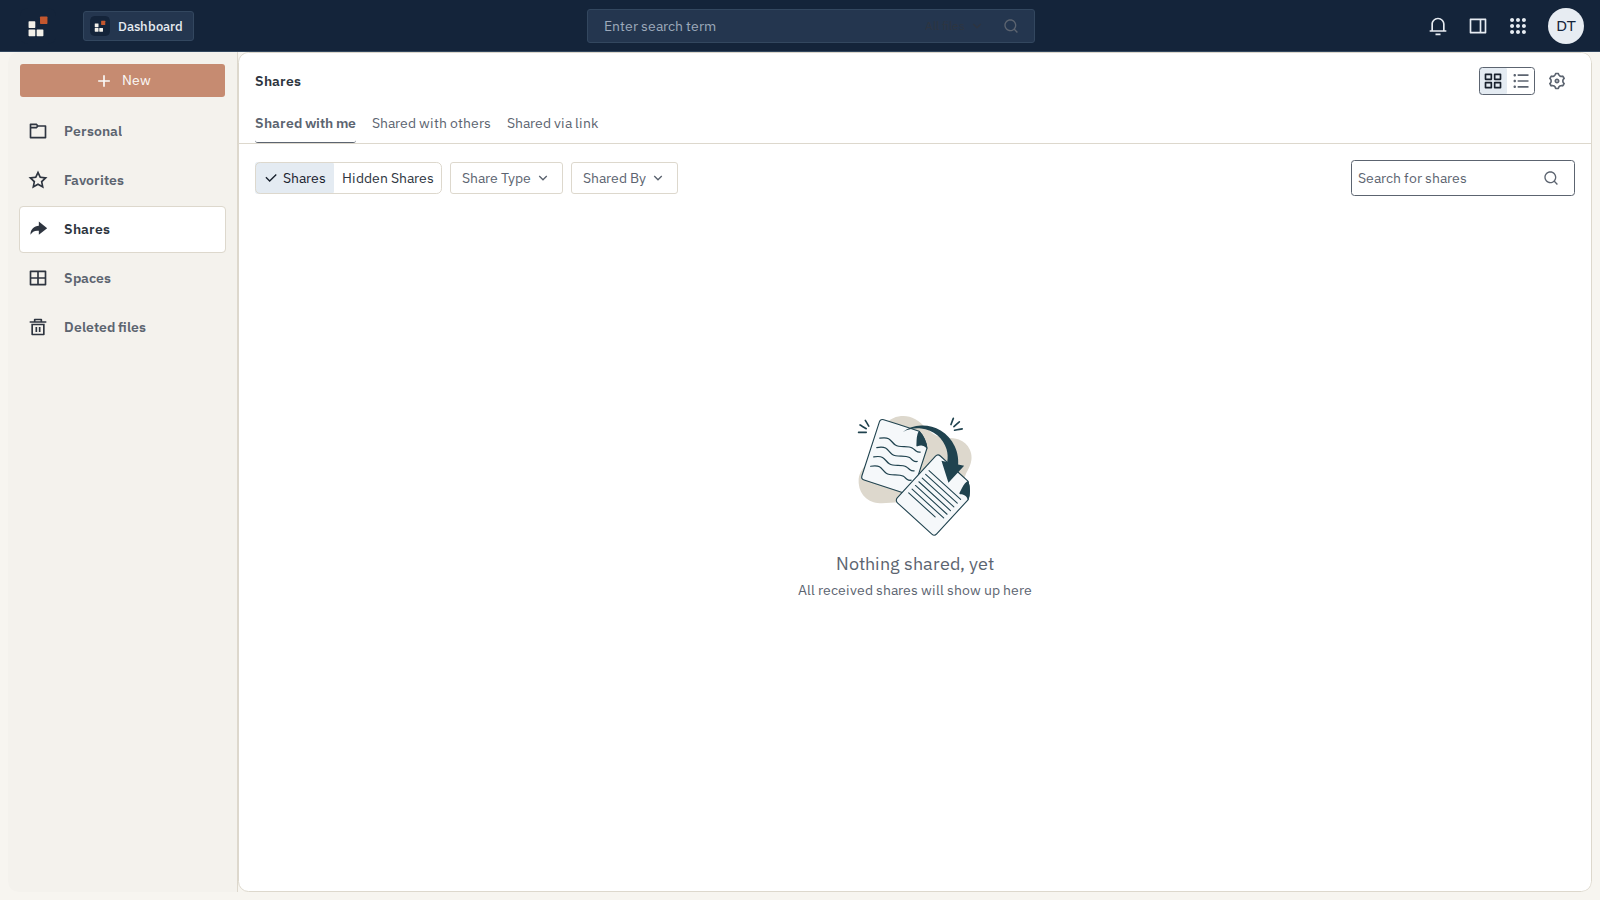 Dashboard
Enter search term
DT
New
Personal
Favorites
Shares
Spaces
Deleted files
Shares
Shared with me
Shared with others
Shared via link
Shares
Hidden Shares
Share Type
Shared By
Search for shares
Nothing shared, yet
All received shares will show up here